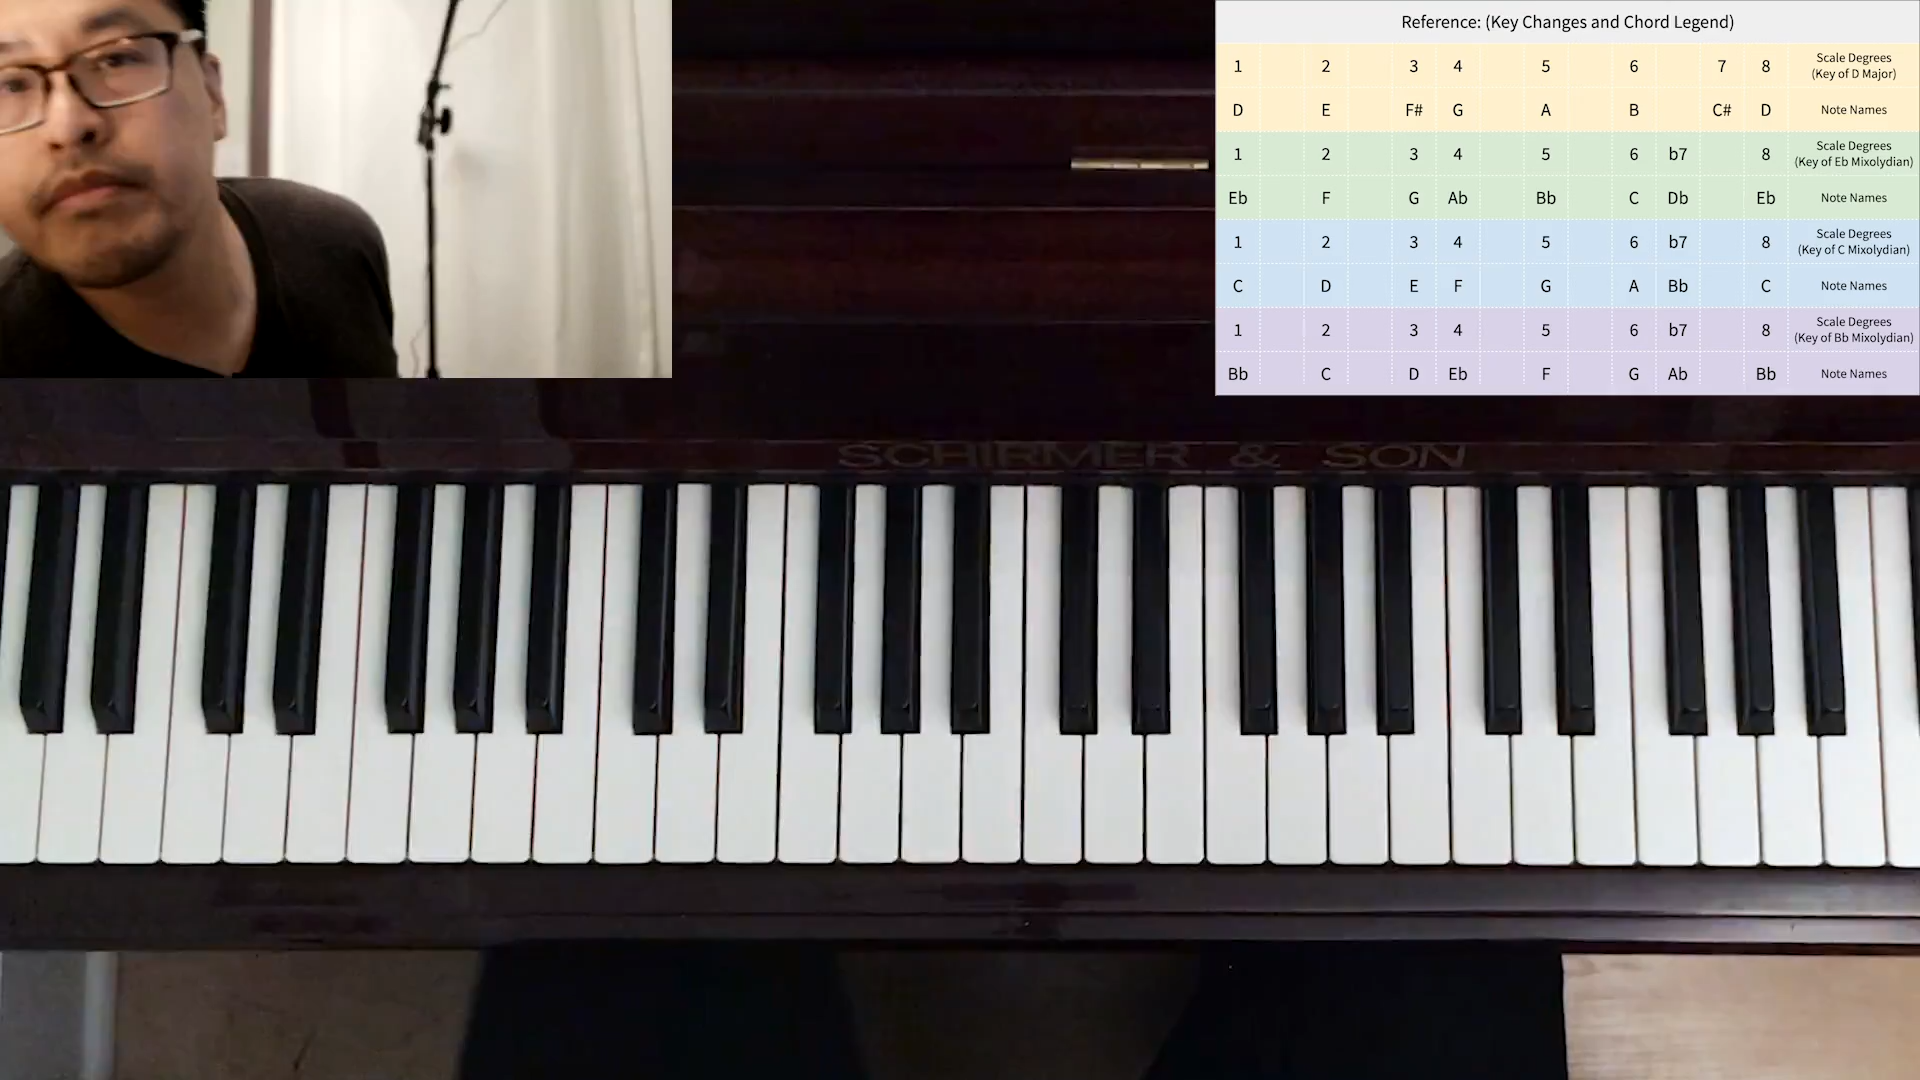 Reference: (Key Changes and Chord Legend)
1 2 3 4 5 6 7 8 Scale Degrees
(Key of D Major)
D E F# G A B C# D Note Names
1 2 3 4 5 6 b7 8 Scale Degrees
(Key of Eb Mixolydian)
Eb F G Ab Bb C Db Eb Note Names
1 2 3 4 5 6 b7 8 Scale Degrees
(Key of C Mixolydian)
C D E F G A Bb C Note Names
1 2 3 4 5 6 b7 8 Scale Degrees
(Key of Bb Mixolydian)
Bb C D Eb F G Ab Bb Note Names
SCHIRMER & SON